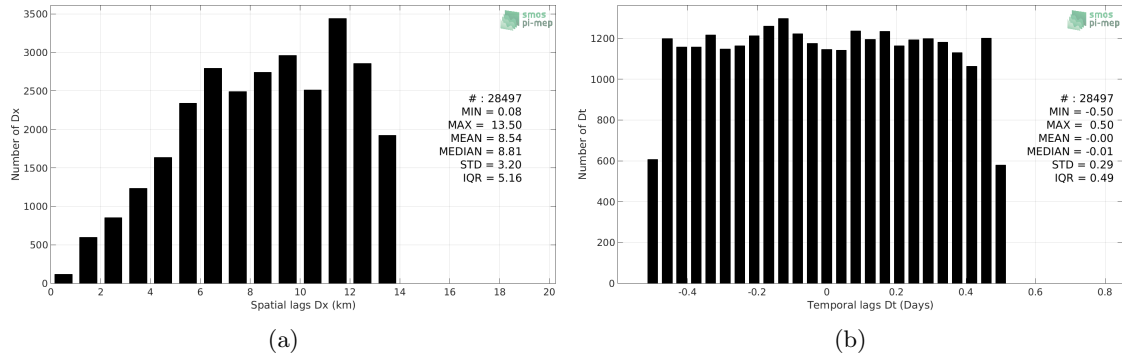 smos
pi-mep
3500
3000
2500
2000
1500
1000
500
0
Number of Dx
# : 28497
MIN = 0.08
MAX = 13.50
MEAN = 8.54
MEDIAN = 8.81
STD = 3.20
IQR = 5.16
0 2 4 6 8 10 12 14 16 18 20
Spatial lags Dx (km)
(a)
smos
pi-mep
1200
1000
800
600
400
200
0
Number of Dt
# : 28497
MIN = -0.50
MAX = 0.50
MEAN = -0.00
MEDIAN = -0.01
STD = 0.29
IQR = 0.49
-0.4 -0.2 0 0.2 0.4 0.6 0.8
Temporal lags Dt (Days)
(b)